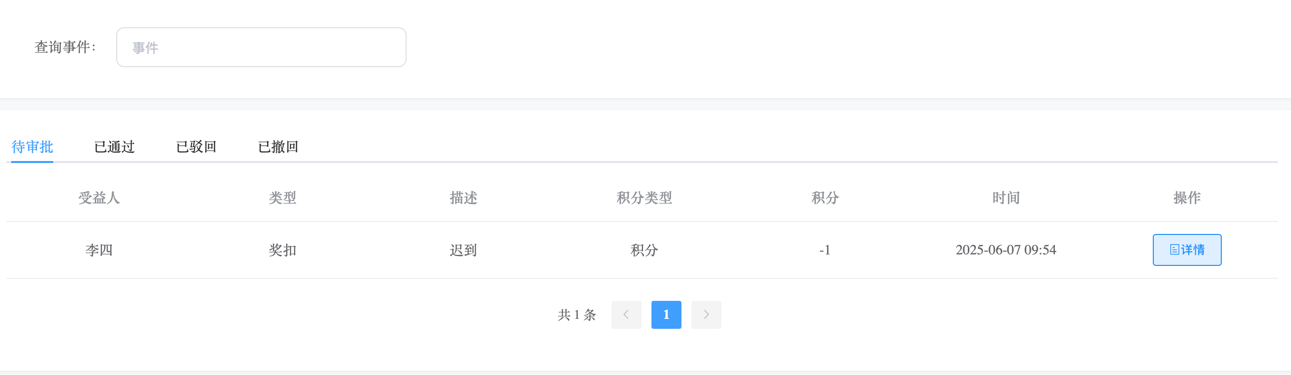 查询事件: 事件
待审批 已通过 已驳回 已撤回
受益人 类型 描述 积分类型 积分 时间 操作
李四 奖扣 迟到 积分 -1 2025-06-07 09:54 详情
共 1 条 1